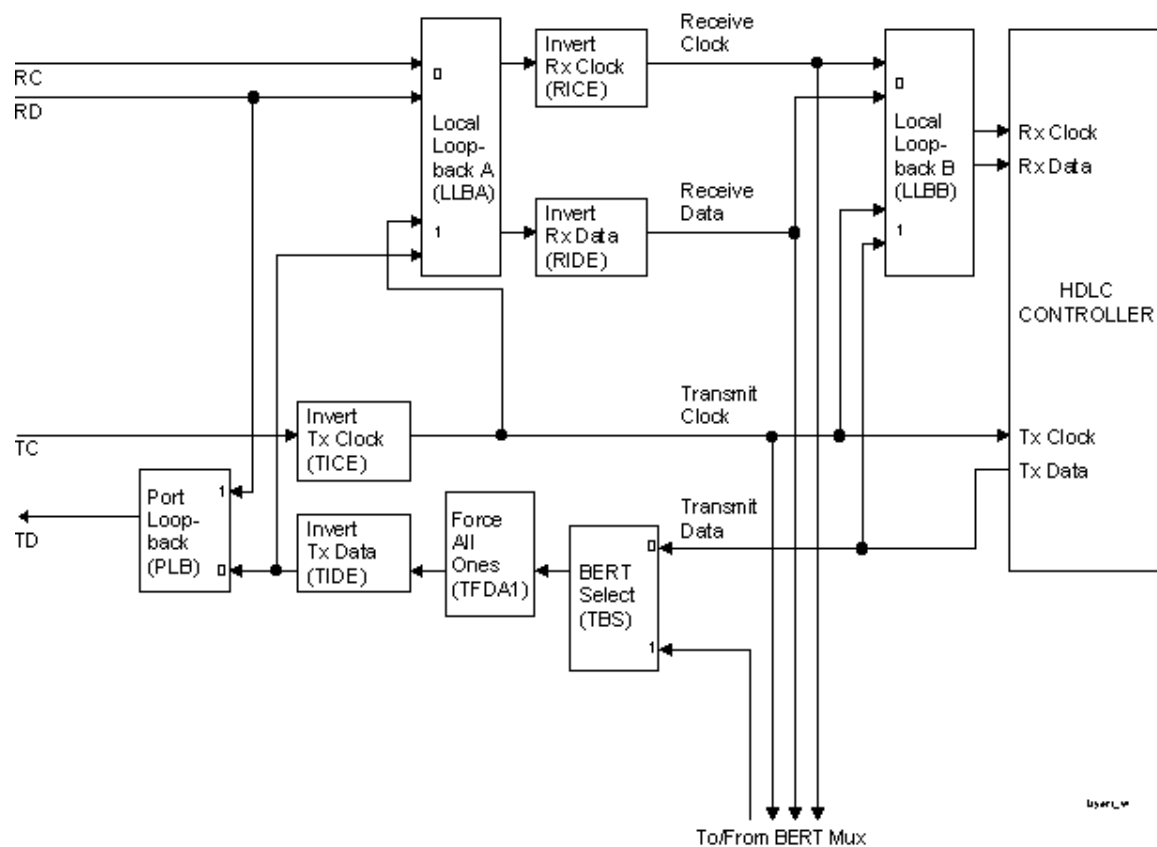 Receive
Clock
Invert
Rx Clock
(RICE)
RC
RD
0
Local
Loop-
back A
(LLBA)
1
0
Local
Loop-
back B
(LLBB)
1
Rx Clock
Rx Data
Receive
Data
Invert
Rx Data
(RIDE)
HDLC
CONTROLLER
Transmit
Clock
Invert
Tx Clock
(TICE)
TC
Tx Clock
Tx Data
Port
Loop-
back
(PLB)
1
0
TD
Invert
Tx Data
(TIDE)
Force
All
Ones
(TFDA1)
Transmit
Data
0
BERT
Select
(TBS)
1
To/From BERT Mux